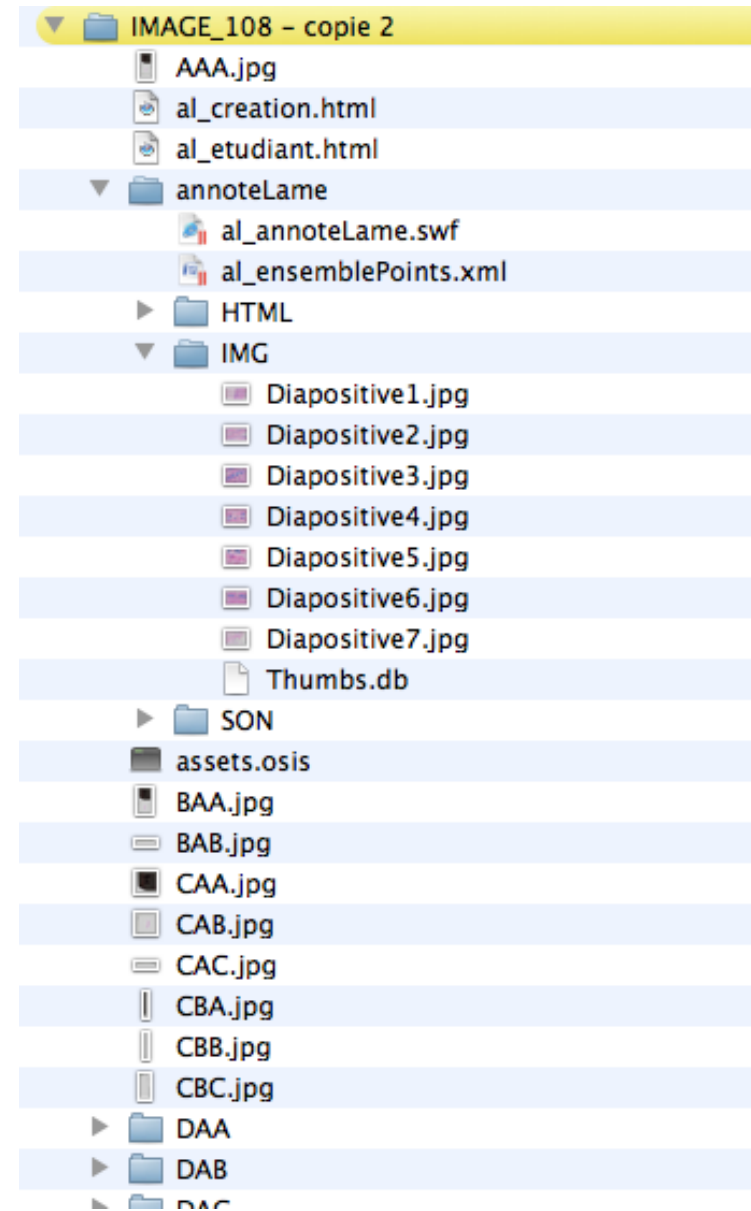 IMAGE_108 – copie 2
AAA.jpg
al_creation.html
al_etudiant.html
annoteLame
al_annoteLame.swf
al_ensemblePoints.xml
HTML
IMG
Diapositive1.jpg
Diapositive2.jpg
Diapositive3.jpg
Diapositive4.jpg
Diapositive5.jpg
Diapositive6.jpg
Diapositive7.jpg
Thumbs.db
SON
assets.osis
BAA.jpg
BAB.jpg
CAA.jpg
CAB.jpg
CAC.jpg
CBA.jpg
CBB.jpg
CBC.jpg
DAA
DAB